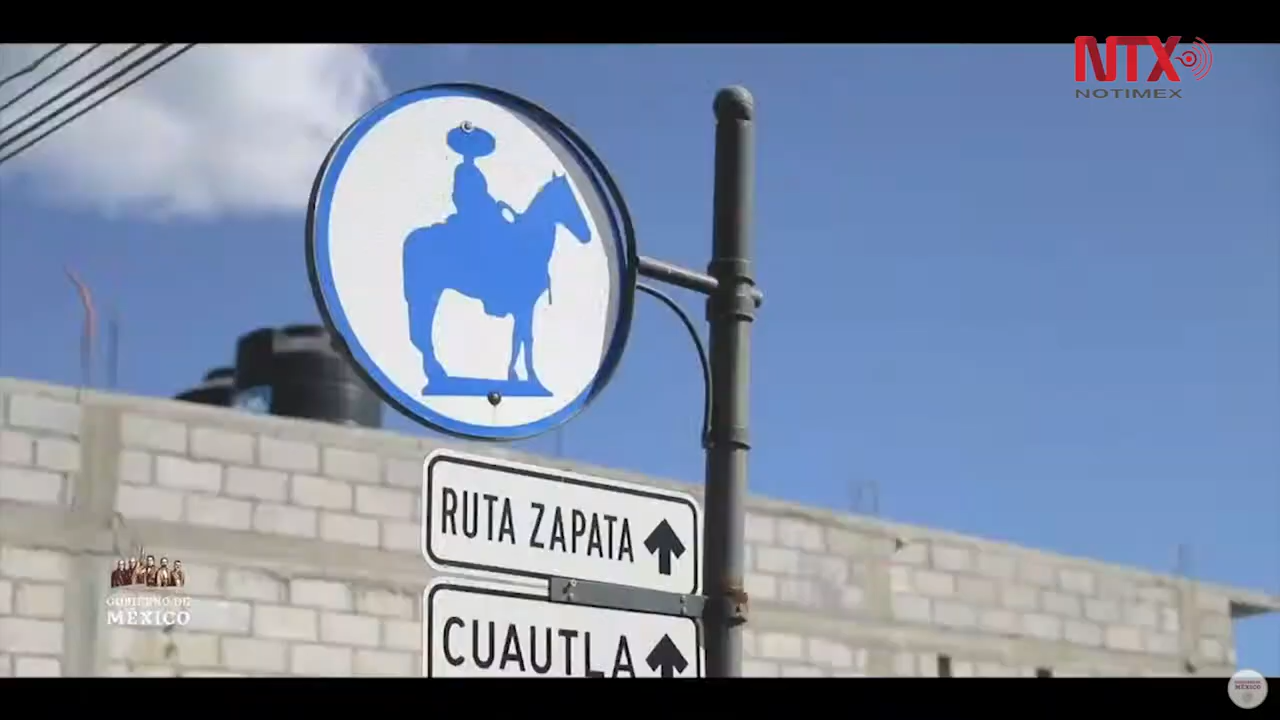 NTX
NOTIMEX
RUTA ZAPATA
CUAUTLA
GOBIERNO DE
MÉXICO